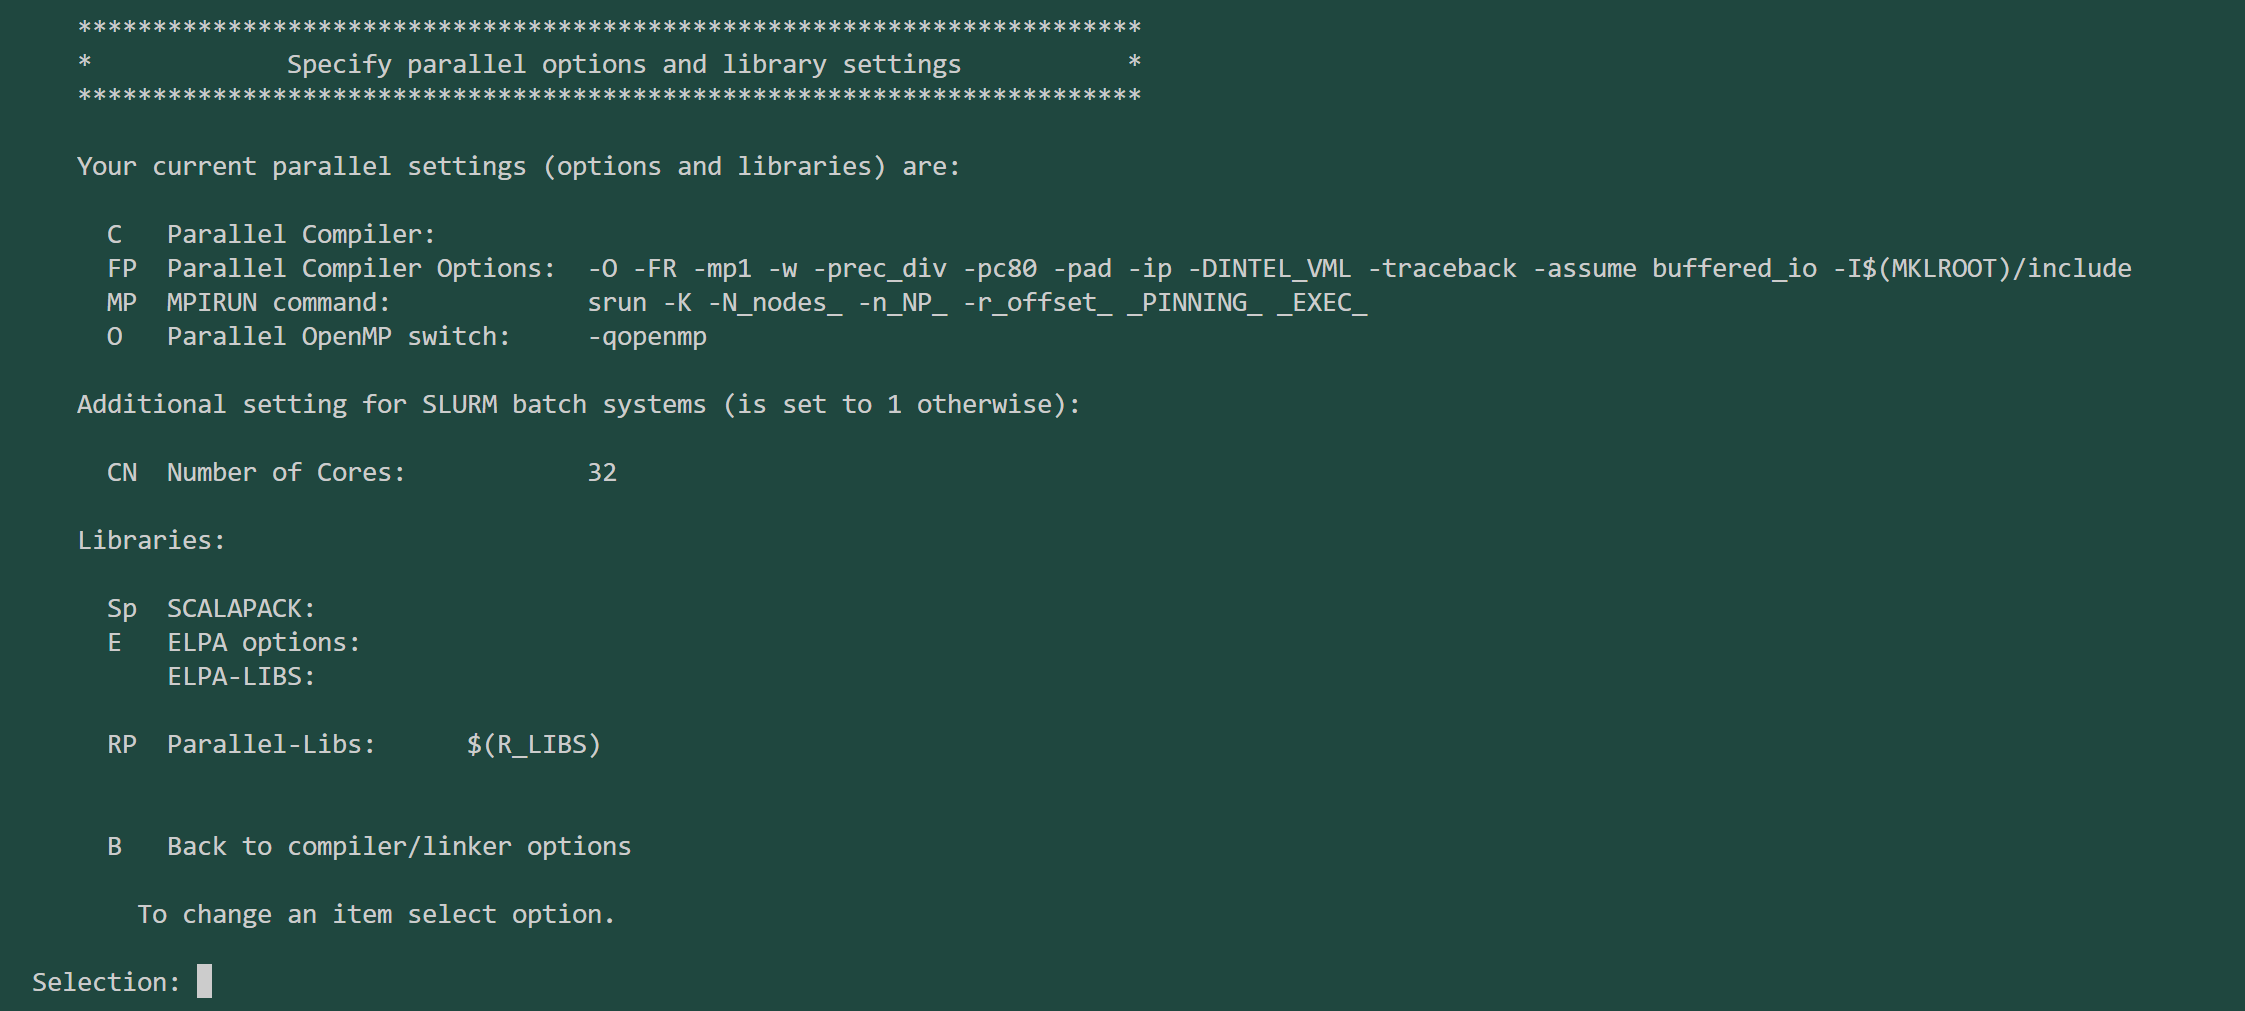 ***********************************************************************
*             Specify parallel options and library settings           *
***********************************************************************
Your current parallel settings (options and libraries) are:
C   Parallel Compiler:
FP  Parallel Compiler Options:  -O -FR -mp1 -w -prec_div -pc80 -pad -ip -DINTEL_VML -traceback -assume buffered_io -I$(MKLROOT)/include
MP  MPIRUN command:             srun -K -N_nodes_ -n_NP_ -r_offset_ _PINNING_ _EXEC_
O   Parallel OpenMP switch:     -qopenmp
Additional setting for SLURM batch systems (is set to 1 otherwise):
CN  Number of Cores:            32
Libraries:
Sp  SCALAPACK:
E   ELPA options:
ELPA-LIBS:
RP  Parallel-Libs:      $(R_LIBS)
B   Back to compiler/linker options
To change an item select option.
Selection: